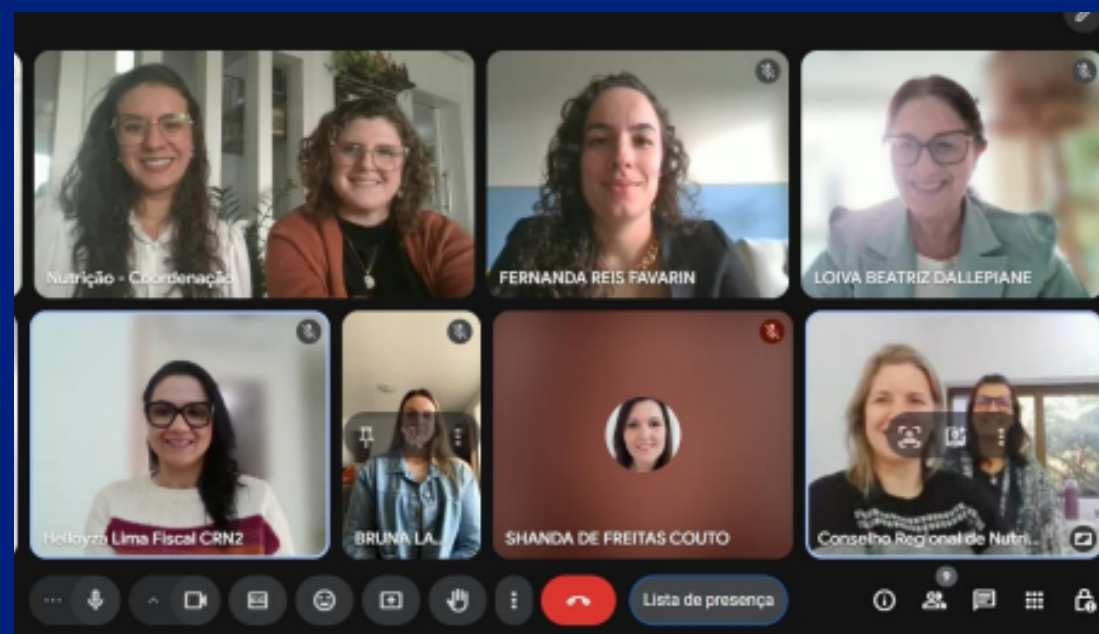 Nutrição - Coordenação
FERNANDA REIS FAVARIN
LOIVA BEATRIZ DALLEPIANE
Helloyza Lima Fiscal CRN2
BRUNA LA...
SHANDA DE FREITAS COUTO
Conselho Regional de Nutri...
9
Lista de presença